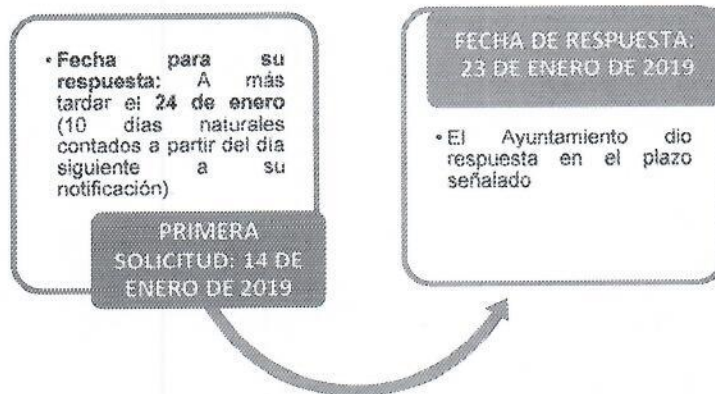 • Fecha para su
respuesta: A más
tardar el 24 de enero
(10 días naturales
contados a partir del día
siguiente a su
notificación)
PRIMERA
SOLICITUD: 14 DE
ENERO DE 2019
FECHA DE RESPUESTA:
23 DE ENERO DE 2019
• El Ayuntamiento dio
respuesta en el plazo
señalado